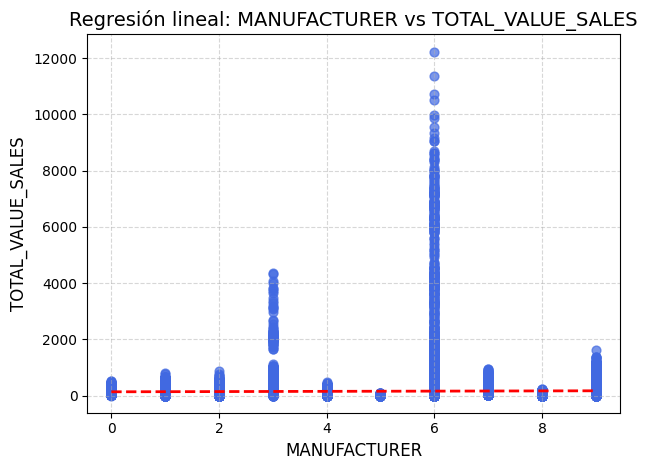 Regresión lineal: MANUFACTURER vs TOTAL_VALUE_SALES
12000
10000
8000
6000
4000
2000
0
TOTAL_VALUE_SALES
0 2 4 6 8
MANUFACTURER